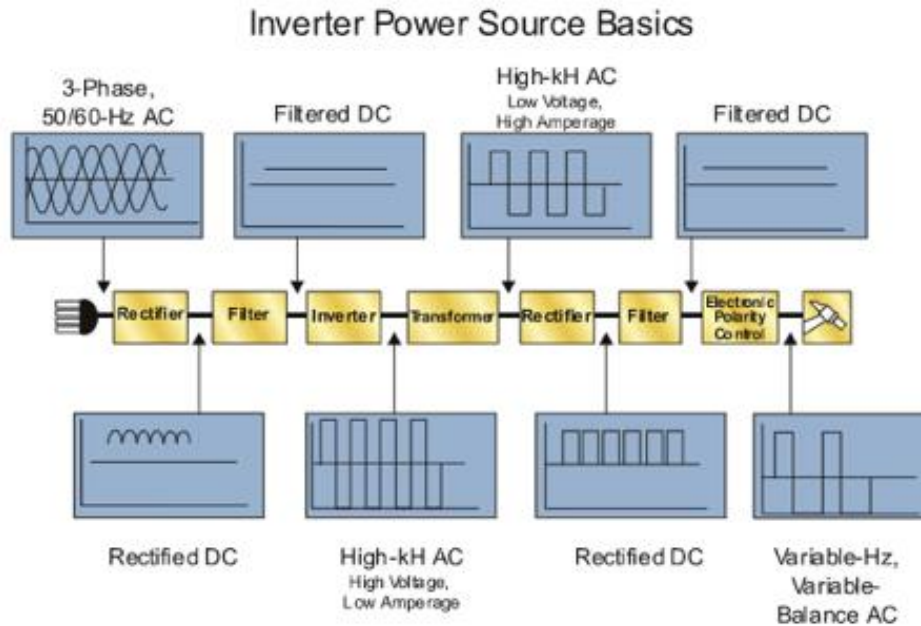 Inverter Power Source Basics
3-Phase,
50/60-Hz AC
Filtered DC
High-kH AC
Low Voltage,
High Amperage
Filtered DC
Rectifier
Filter
Inverter
Transformer
Rectifier
Filter
Electronic
Polarity
Control
Rectified DC
High-kH AC
High Voltage,
Low Amperage
Rectified DC
Variable-Hz,
Variable-
Balance AC